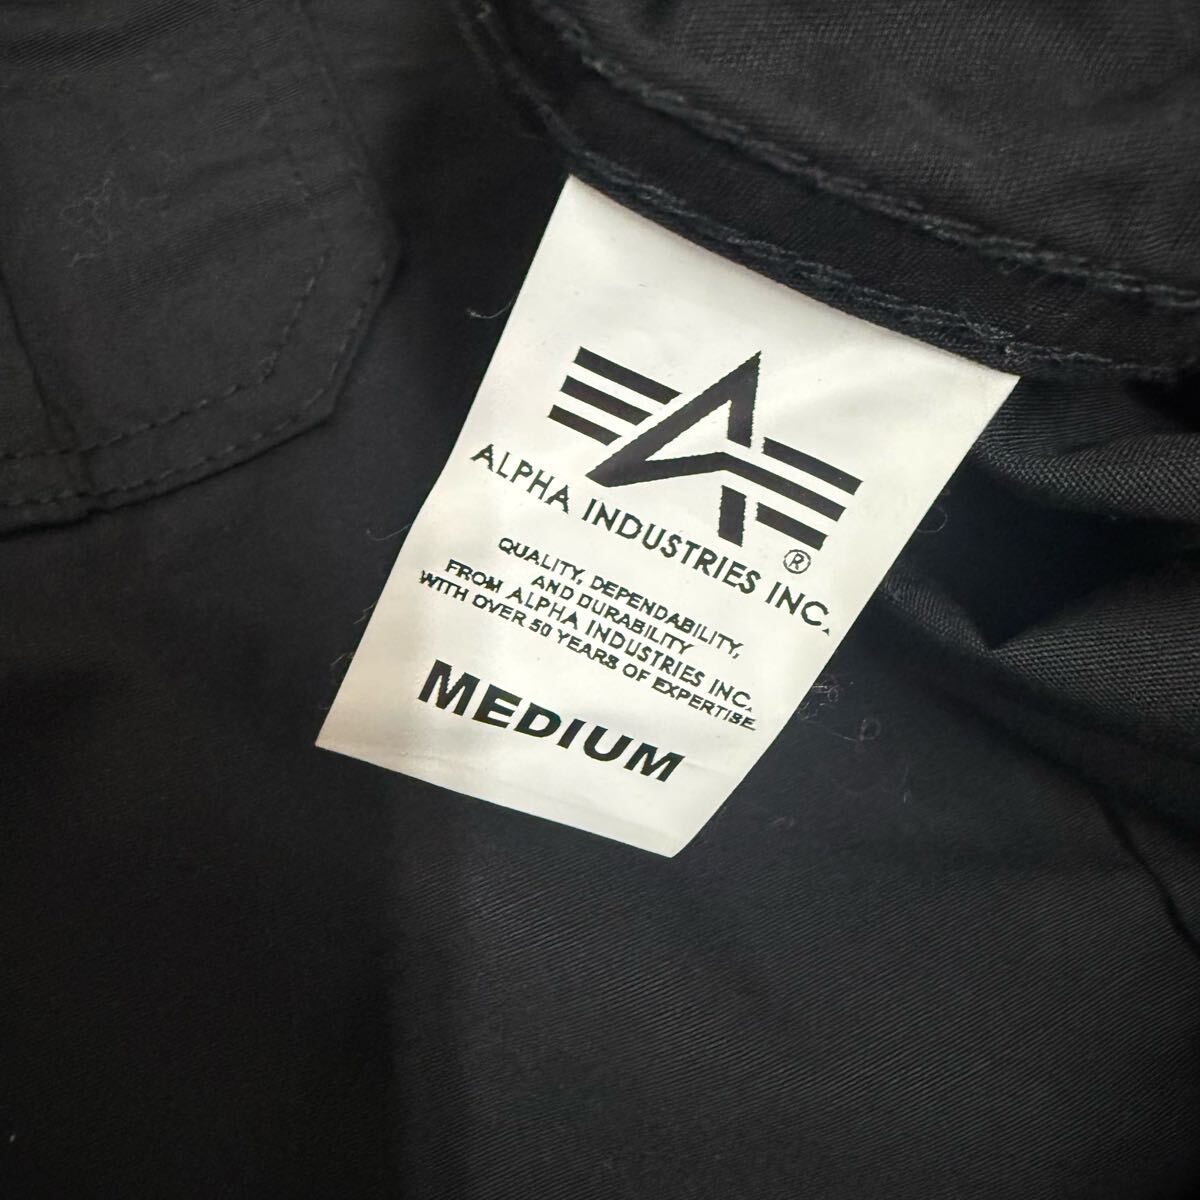 ALPHA INDUSTRIES INC.
®
QUALITY, DEPENDABILITY,
AND DURABILITY
FROM ALPHA INDUSTRIES INC.
WITH OVER 50 YEARS OF EXPERTISE
MEDIUM